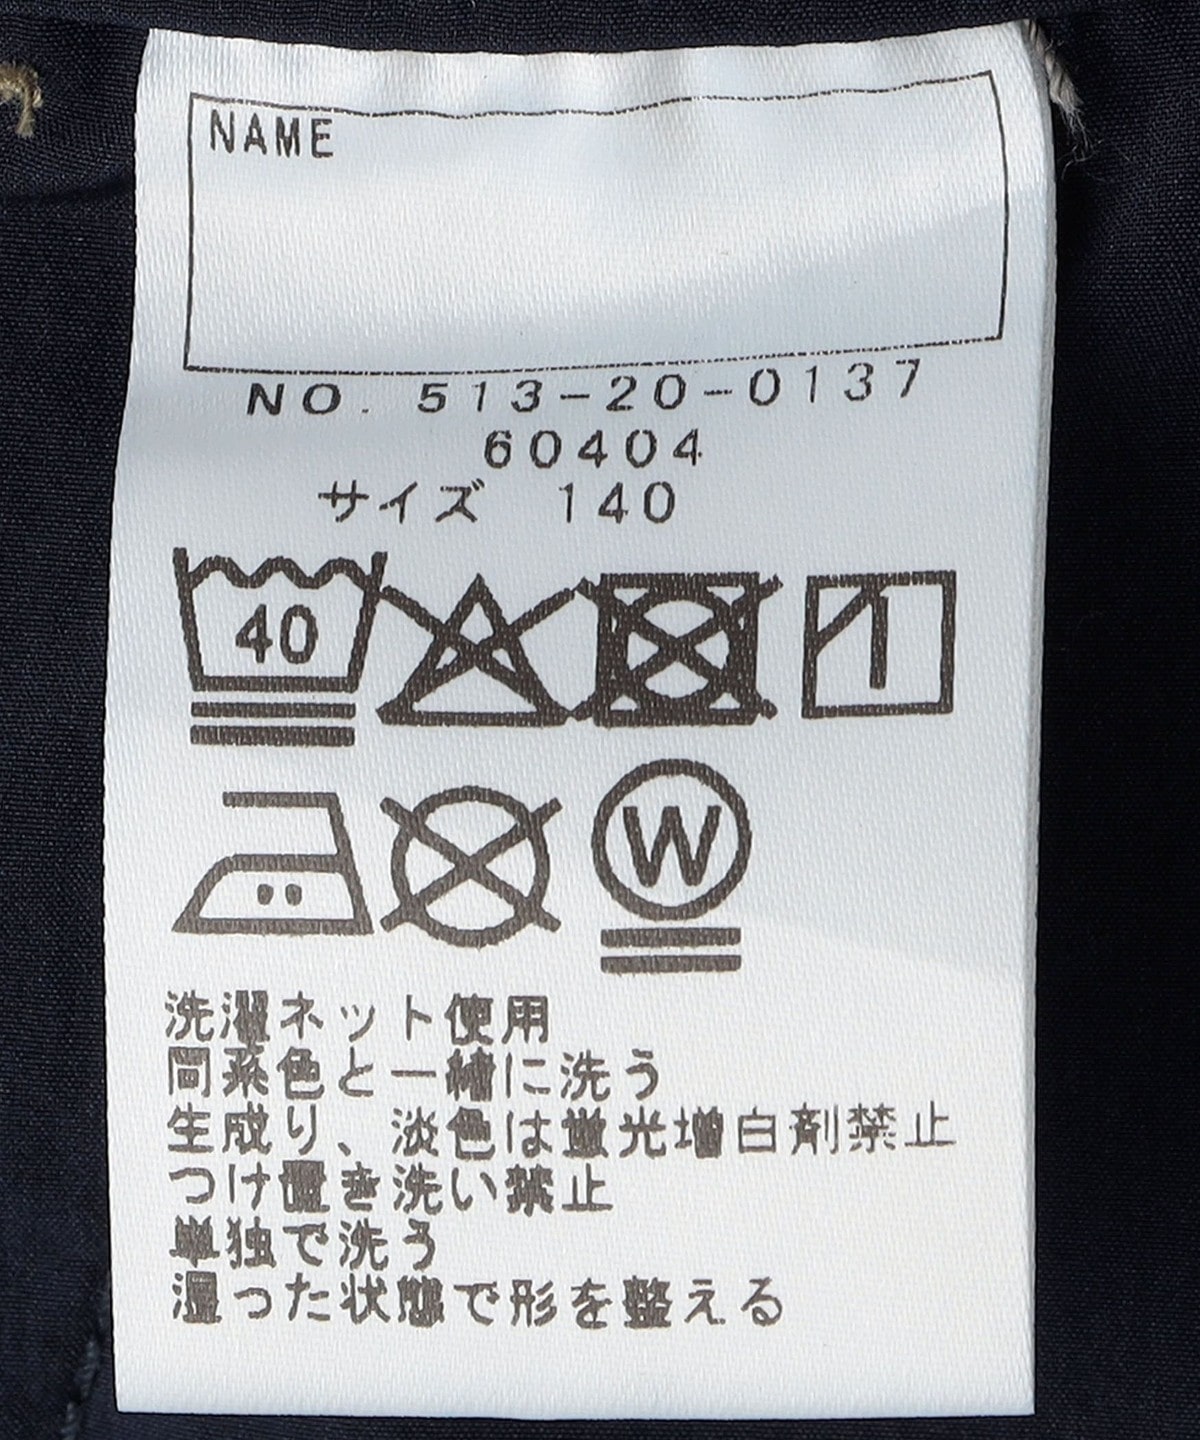 NAME
NO. 513-20-0137
60404
サイズ 140
40
W
洗濯ネット使用
同系色と一緒に洗う
生成り、淡色は蛍光増白剤禁止
つけ置き洗い禁止
単独で洗う
湿った状態で形を整える